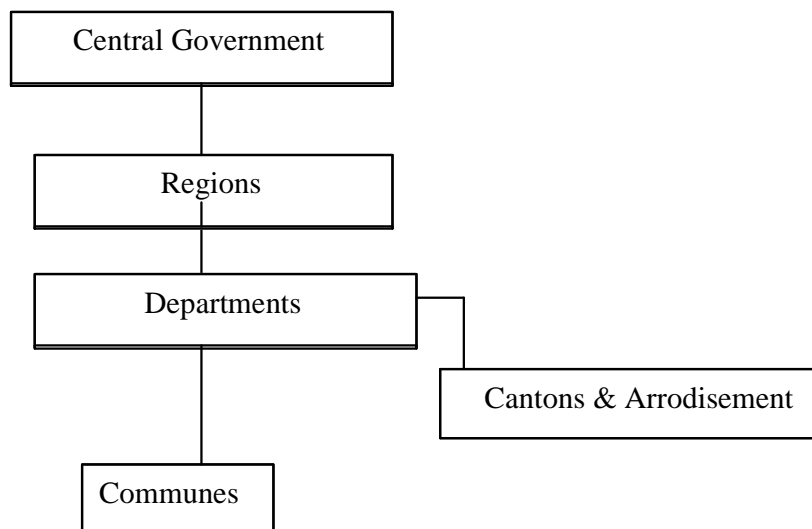 Central Government
Regions
Departments
Cantons & Arrodisement
Communes